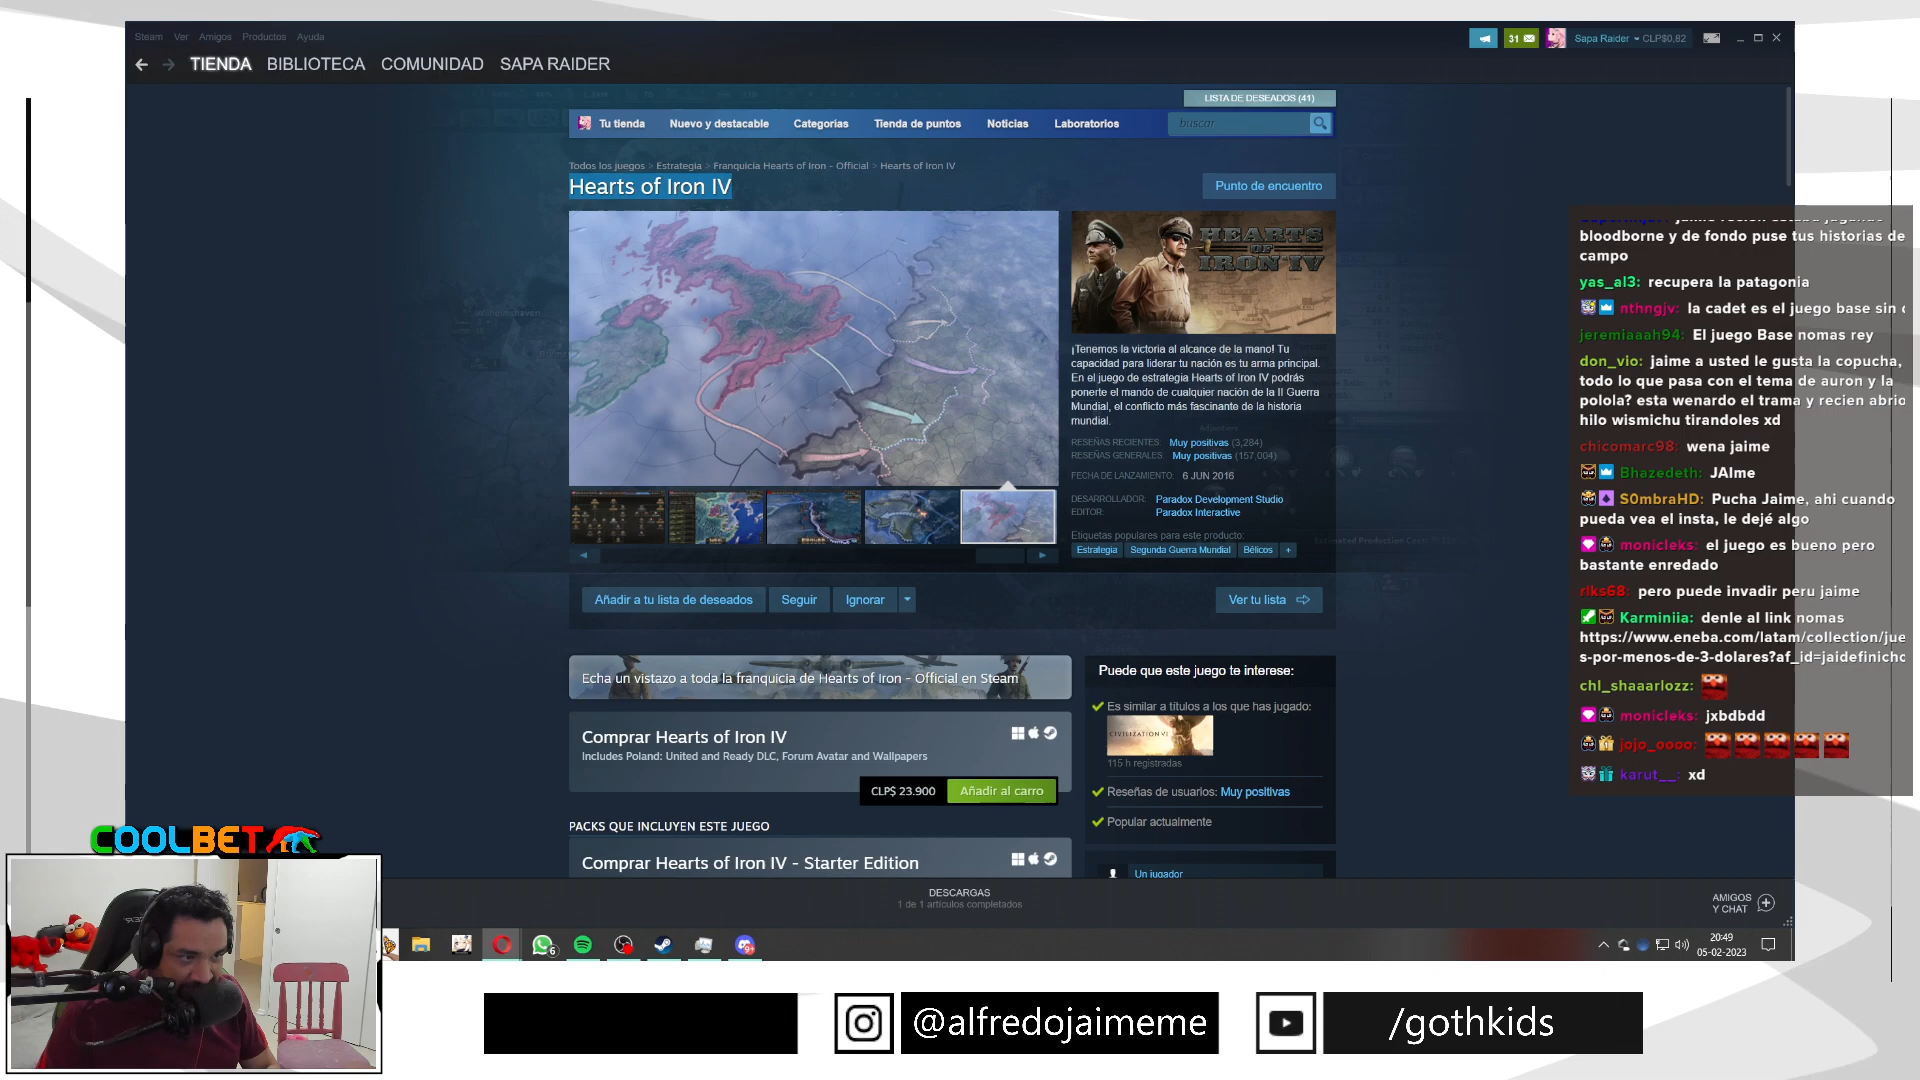 Steam Ver Amigos Productos Ayuda
31
Sapa Raider CLP$0,82
TIENDA BIBLIOTECA COMUNIDAD SAPA RAIDER
LISTA DE DESEADOS (41)
Tu tienda Nuevo y destacable Categorías Tienda de puntos Noticias Laboratorios
buscar
Todos los juegos > Estrategia > Franquicia Hearts of Iron - Official > Hearts of Iron IV
Hearts of Iron IV
Punto de encuentro
HEARTS
OF
IRON IV
¡Tenemos la victoria al alcance de la mano! Tu
capacidad para liderar tu nación es tu arma principal.
En el juego de estrategia Hearts of Iron IV podrás
ponerte el mando de cualquier nación de la II Guerra
Mundial, el conflicto más fascinante de la historia
mundial.
RESEÑAS RECIENTES: Muy positivas (3,284)
RESEÑAS GENERALES: Muy positivas (157,004)
FECHA DE LANZAMIENTO: 6 JUN 2016
DESARROLLADOR: Paradox Development Studio
EDITOR: Paradox Interactive
Etiquetas populares para este producto:
Estrategia Segunda Guerra Mundial Bélicos +
Añadir a tu lista de deseados Seguir Ignorar
Ver tu lista
Echa un vistazo a toda la franquicia de Hearts of Iron - Official en Steam
Comprar Hearts of Iron IV
Includes Poland: United and Ready DLC, Forum Avatar and Wallpapers
CLP$ 23.900 Añadir al carro
PACKS QUE INCLUYEN ESTE JUEGO
Comprar Hearts of Iron IV - Starter Edition
Puede que este juego te interese:
Es similar a títulos a los que has jugado:
CIVILIZATION VI
115 h registradas
Reseñas de usuarios: Muy positivas
Popular actualmente
Un jugador
DESCARGAS
1 de 1 artículos completados
AMIGOS
Y CHAT
bloodborne y de fondo puse tus historias de
campo
yas_al3: recupera la patagonia
nthngjv: la cadet es el juego base sin
jeremiaaah94: El juego Base nomas rey
don_vio: jaime a usted le gusta la copucha,
todo lo que pasa con el tema de auron y la
polola? esta wenardo el trama y recien abrio
hilo wismichu tirandoles xd
chicomarc98: wena jaime
Bhazedeth: JAIme
S0mbraHD: Pucha Jaime, ahi cuando
pueda vea el insta, le dejé algo
monicleks: el juego es bueno pero
bastante enredado
rlks68: pero puede invadir peru jaime
Karminiia: denle al link nomas
https://www.eneba.com/latam/collection/jue
s-por-menos-de-3-dolares?af_id=jaidefinicho
chl_shaaarlozz:
monicleks: jxbdbdd
jojo_oooo:
karut__: xd
COOLBET
6
9+
20:49
05-02-2023
@alfredojaimeme
/gothkids